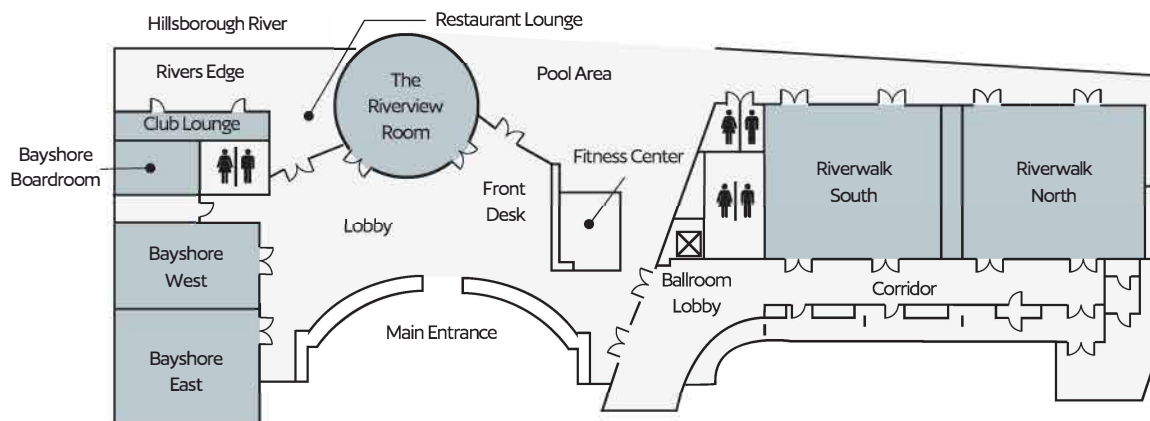 Hillsborough River
Restaurant Lounge
Rivers Edge
The
Riverview
Room
Pool Area
Club Lounge
Bayshore
Boardroom
Fitness Center
Riverwalk
South
Riverwalk
North
Front
Desk
Lobby
Bayshore
West
Ballroom
Lobby
Corridor
Main Entrance
Bayshore
East